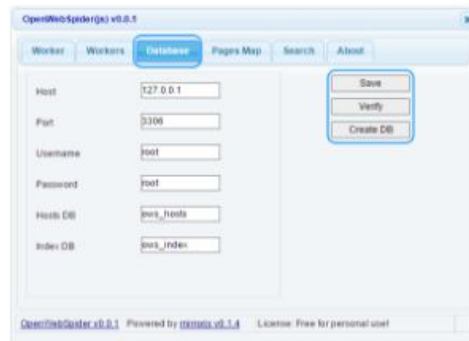 OpenWebSpider(js) v0.0.1
Worker Workers Database Pages Map Search About
Host 127.0.0.1 Save
Port 3306 Verify
Username root Create DB
Password root
Hosts DB ows_hosts
Index DB ows_index
OpenWebSpider v0.0.1 Powered by v0.1.4 License: Free for personal use!